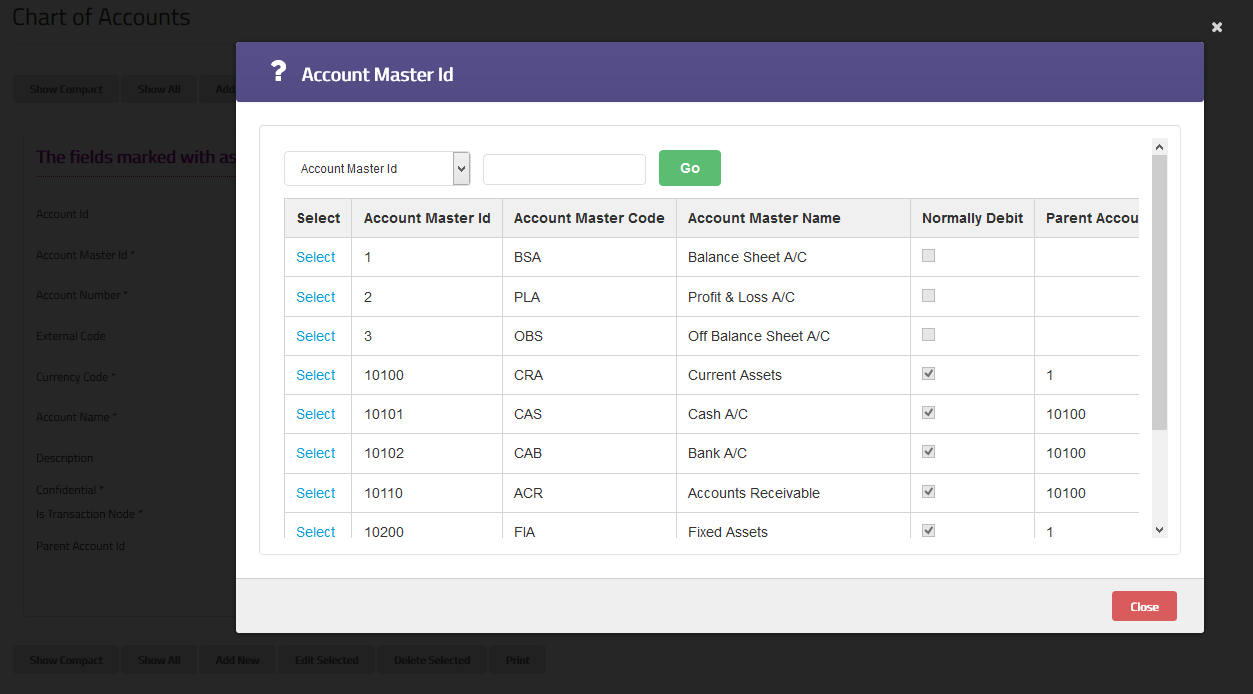 Chart of Accounts
✖
? Account Master Id
Show Compact Show All Add
The fields marked with as
Account Master Id Go
Select Account Master Id Account Master Code Account Master Name Normally Debit Parent Accou
Select 1 BSA Balance Sheet A/C
Select 2 PLA Profit & Loss A/C
Select 3 OBS Off Balance Sheet A/C
Select 10100 CRA Current Assets 1
Select 10101 CAS Cash A/C 10100
Select 10102 CAB Bank A/C 10100
Select 10110 ACR Accounts Receivable 10100
Select 10200 FIA Fixed Assets 1
Account Id
Account Master Id *
Account Number *
External Code
Currency Code *
Account Name *
Description
Confidential *
Is Transaction Node *
Parent Account Id
Close
Show Compact Show All Add New Edit Selected Delete Selected Print